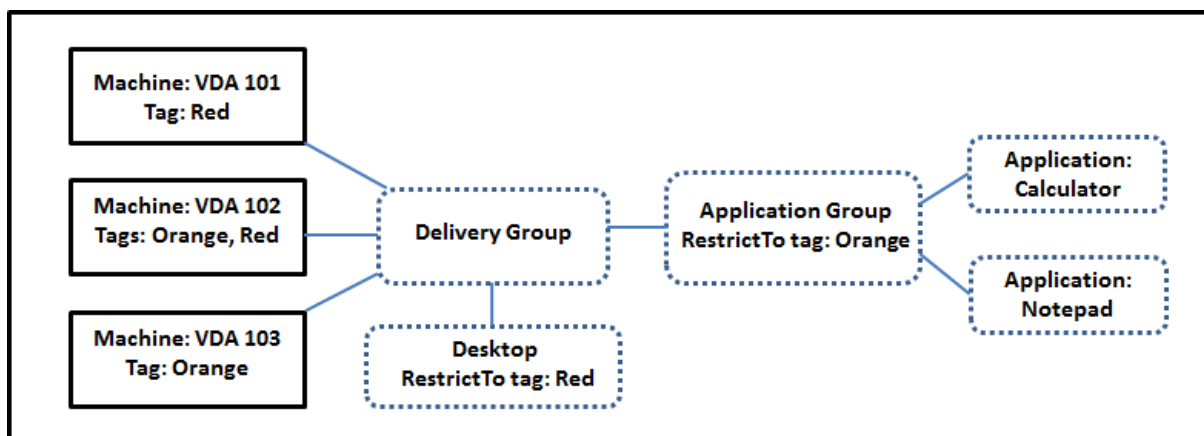 Machine: VDA 101
Tag: Red
Machine: VDA 102
Tags: Orange, Red
Machine: VDA 103
Tag: Orange
Delivery Group
Desktop
RestrictTo tag: Red
Application Group
RestrictTo tag: Orange
Application:
Calculator
Application:
Notepad